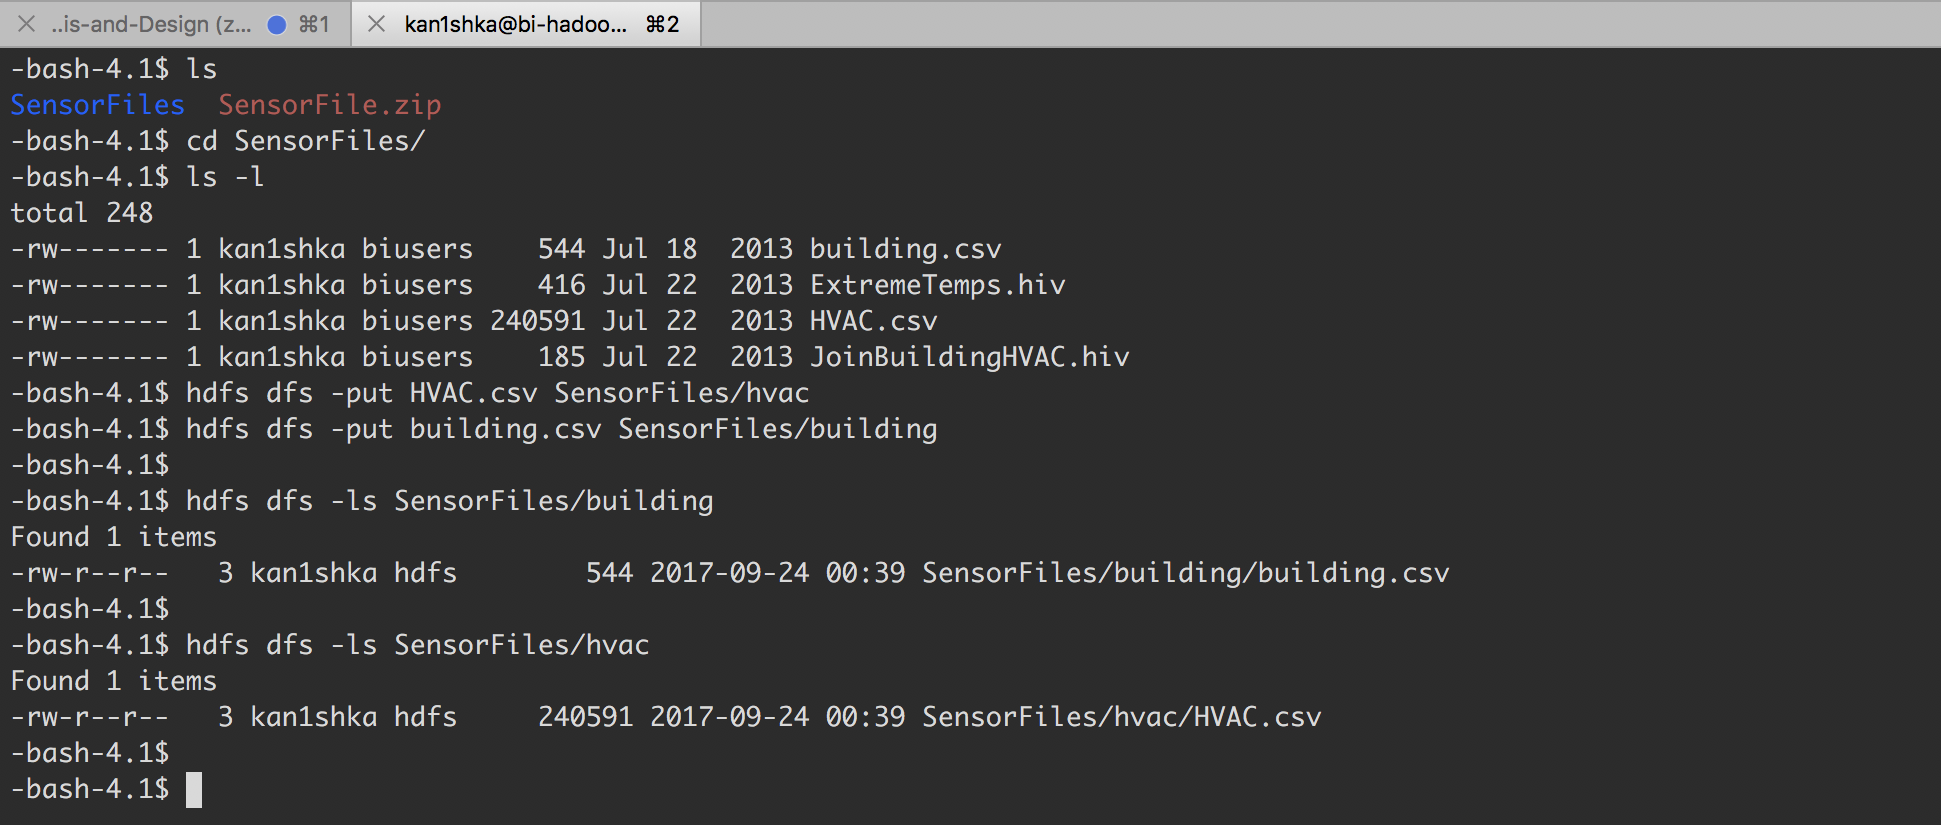 ..is-and-Design (z... ⌘1 kan1shka@bi-hadoo... ⌘2
-bash-4.1$ ls
SensorFiles  SensorFile.zip
-bash-4.1$ cd SensorFiles/
-bash-4.1$ ls -l
total 248
-rw------- 1 kan1shka biusers    544 Jul 18  2013 building.csv
-rw------- 1 kan1shka biusers    416 Jul 22  2013 ExtremeTemps.hiv
-rw------- 1 kan1shka biusers 240591 Jul 22  2013 HVAC.csv
-rw------- 1 kan1shka biusers    185 Jul 22  2013 JoinBuildingHVAC.hiv
-bash-4.1$ hdfs dfs -put HVAC.csv SensorFiles/hvac
-bash-4.1$ hdfs dfs -put building.csv SensorFiles/building
-bash-4.1$
-bash-4.1$ hdfs dfs -ls SensorFiles/building
Found 1 items
-rw-r--r--   3 kan1shka hdfs        544 2017-09-24 00:39 SensorFiles/building/building.csv
-bash-4.1$
-bash-4.1$ hdfs dfs -ls SensorFiles/hvac
Found 1 items
-rw-r--r--   3 kan1shka hdfs     240591 2017-09-24 00:39 SensorFiles/hvac/HVAC.csv
-bash-4.1$
-bash-4.1$